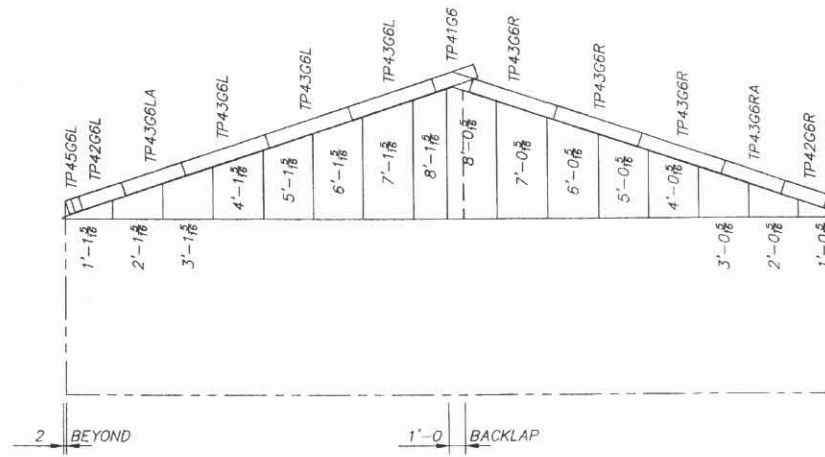 TP45G6L
TP42G6L
TP43G6LA
TP43G6L
TP43G6L
TP43G6L
TP41G6
TP43G6R
TP43G6R
TP43G6R
TP43G6RA
TP42G6R
1'-1 5/16
2'-1 5/16
3'-1 5/16
4'-1 5/16
5'-1 5/16
6'-1 5/16
7'-1 5/16
8'-1 5/16
8'-0 5/16
7'-0 5/16
6'-0 5/16
5'-0 5/16
4'-0 5/16
3'-0 5/16
2'-0 5/16
1'-0 5
2 BEYOND
1'-0 BACKLAP